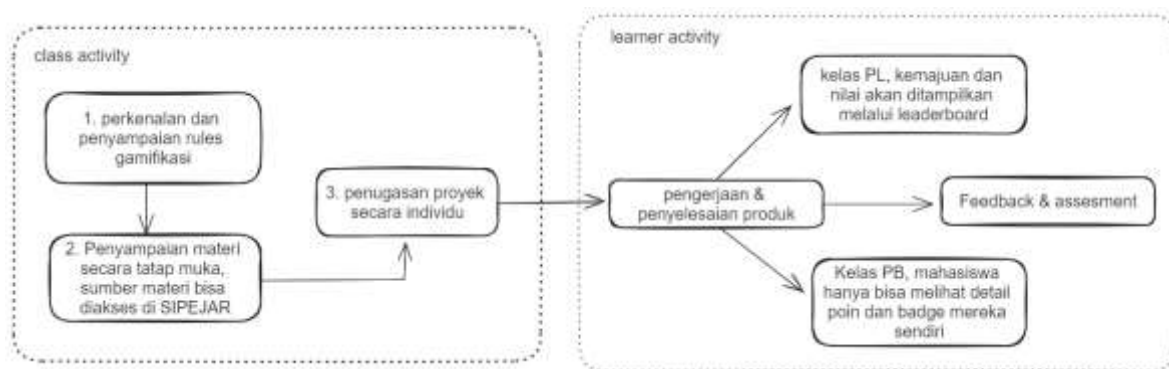 class activity
1. perkenalan dan
penyampaian rules
gamifikasi
2. Penyampaian materi
secara tatap muka,
sumber materi bisa
diakses di SIPEJAR
3. penugasan proyek
secara individu
learner activity
pengerjaan &
penyelesaian produk
kelas PL, kemajuan dan
nilai akan ditampilkan
melalui leaderboard
Feedback & assesment
Kelas PB, mahasiswa
hanya bisa melihat detail
poin dan badge mereka
sendiri